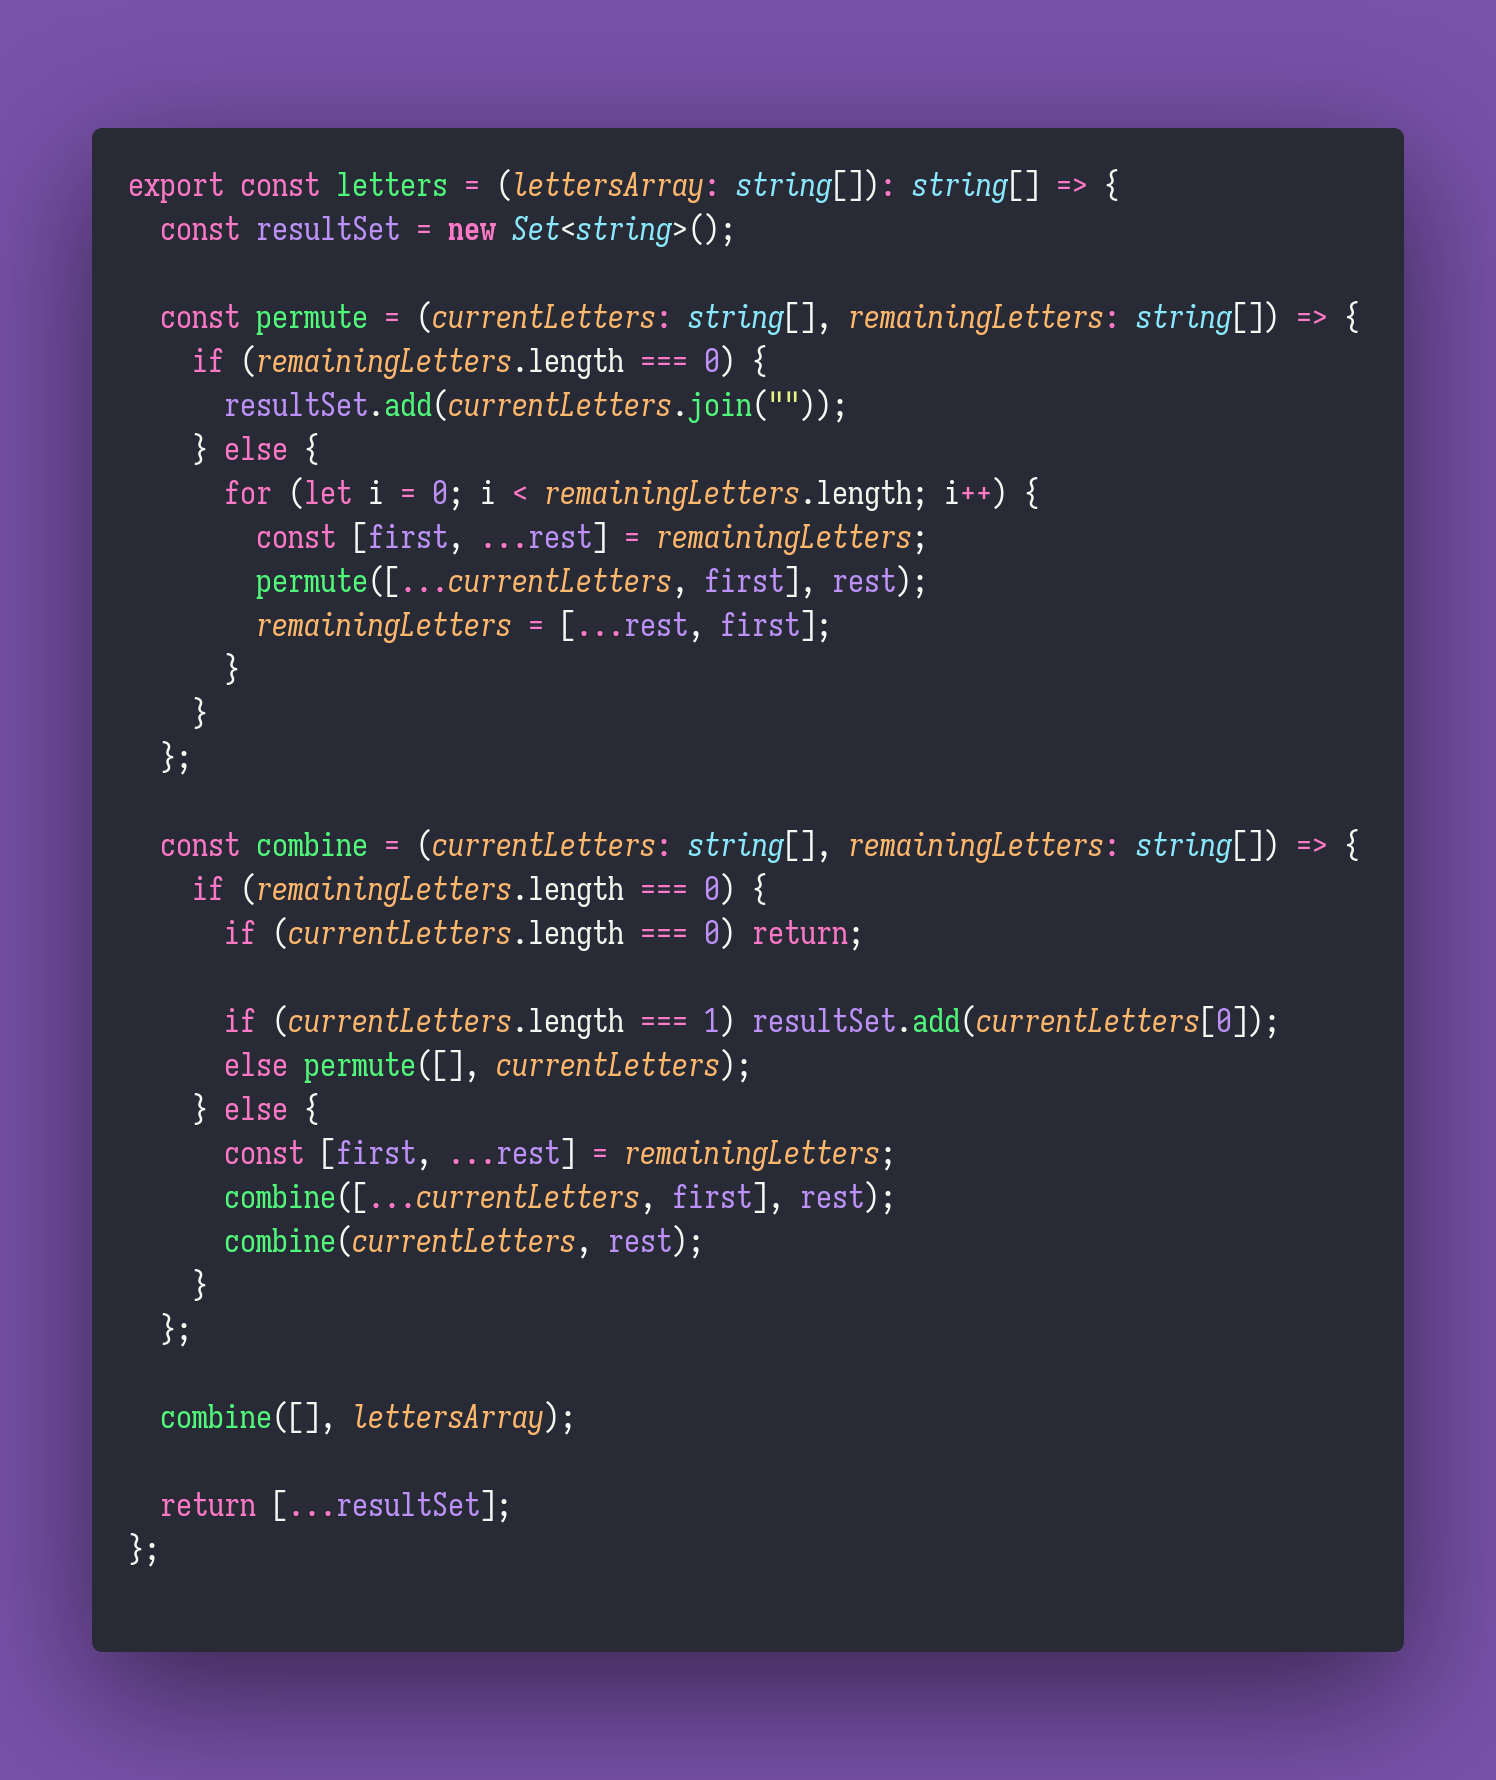 export const letters = (lettersArray: string[]): string[] => {
  const resultSet = new Set<string>();

  const permute = (currentLetters: string[], remainingLetters: string[]) => {
    if (remainingLetters.length === 0) {
      resultSet.add(currentLetters.join(""));
    } else {
      for (let i = 0; i < remainingLetters.length; i++) {
        const [first, ...rest] = remainingLetters;
        permute([...currentLetters, first], rest);
        remainingLetters = [...rest, first];
      }
    }
  };

  const combine = (currentLetters: string[], remainingLetters: string[]) => {
    if (remainingLetters.length === 0) {
      if (currentLetters.length === 0) return;

      if (currentLetters.length === 1) resultSet.add(currentLetters[0]);
      else permute([], currentLetters);
    } else {
      const [first, ...rest] = remainingLetters;
      combine([...currentLetters, first], rest);
      combine(currentLetters, rest);
    }
  };

  combine([], lettersArray);

  return [...resultSet];
};